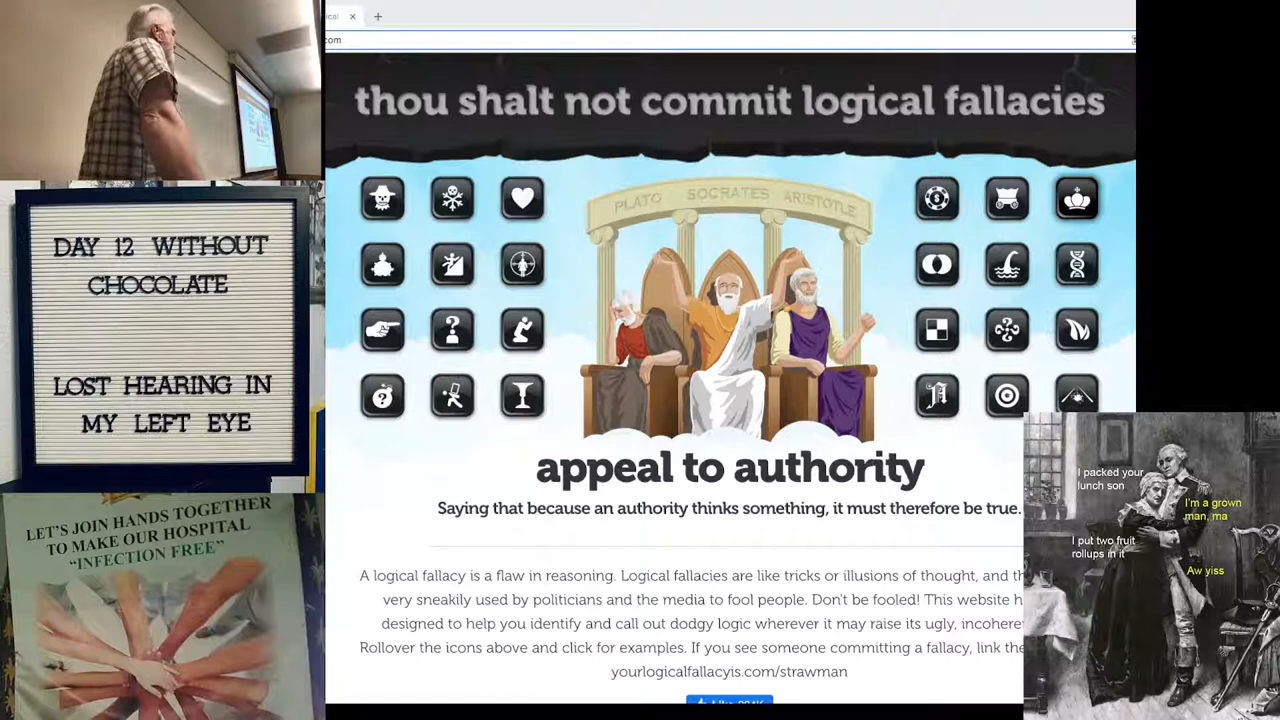 ical
com
thou shalt not commit logical fallacies
PLATO SOCRATES ARISTOTLE
DAY 12 WITHOUT
CHOCOLATE
LOST HEARING IN
MY LEFT EYE
LET'S JOIN HANDS TOGETHER
TO MAKE OUR HOSPITAL
"INFECTION FREE"
appeal to authority
Saying that because an authority thinks something, it must therefore be true.
A logical fallacy is a flaw in reasoning. Logical fallacies are like tricks or illusions of thought, and th
very sneakily used by politicians and the media to fool people. Don't be fooled! This website h
designed to help you identify and call out dodgy logic wherever it may raise its ugly, incohere
Rollover the icons above and click for examples. If you see someone committing a fallacy, link the
yourlogicalfallacyis.com/strawman
I packed your
lunch son
I'm a grown
man, ma
I put two fruit
rollups in it
Aw yiss